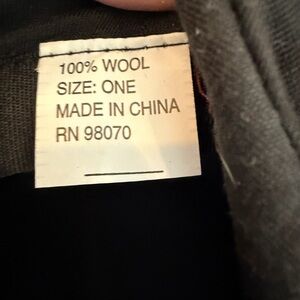 100% WOOL
SIZE: ONE
MADE IN CHINA
RN 98070